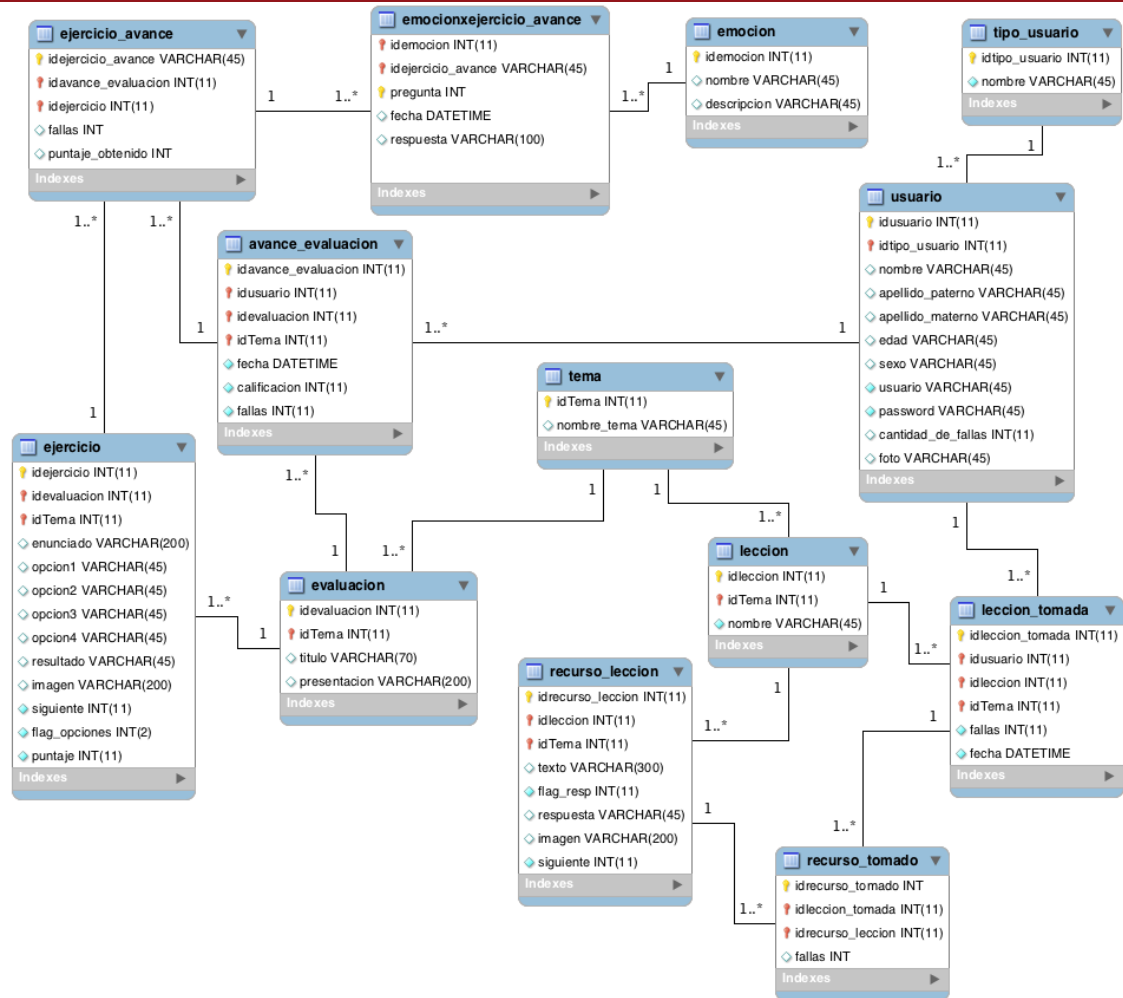 ejercicio_avance
idejercicio_avance VARCHAR(45)
idavance_evaluacion INT(11)
idejercicio INT(11)
fallas INT
puntaje_obtenido INT
Indexes
emocionxejercicio_avance
idemocion INT(11)
idejercicio_avance VARCHAR(45)
pregunta INT
fecha DATETIME
respuesta VARCHAR(100)
Indexes
emocion
idemocion INT(11)
nombre VARCHAR(45)
descripcion VARCHAR(45)
Indexes
tipo_usuario
idtipo_usuario INT(11)
nombre VARCHAR(45)
Indexes
1
1..*
1
1..*
1
1..*
usuario
idusuario INT(11)
idtipo_usuario INT(11)
nombre VARCHAR(45)
apellido_paterno VARCHAR(45)
apellido_materno VARCHAR(45)
edad VARCHAR(45)
sexo VARCHAR(45)
usuario VARCHAR(45)
password VARCHAR(45)
cantidad_de_fallas INT(11)
foto VARCHAR(45)
Indexes
1..*
1..*
avance_evaluacion
idavance_evaluacion INT(11)
idusuario INT(11)
idevaluacion INT(11)
idTema INT(11)
fecha DATETIME
calificacion INT(11)
fallas INT(11)
Indexes
1
1..*
1
tema
idTema INT(11)
nombre_tema VARCHAR(45)
Indexes
1
ejercicio
idejercicio INT(11)
idevaluacion INT(11)
idTema INT(11)
enunciado VARCHAR(200)
opcion1 VARCHAR(45)
opcion2 VARCHAR(45)
opcion3 VARCHAR(45)
opcion4 VARCHAR(45)
resultado VARCHAR(45)
imagen VARCHAR(200)
siguiente INT(11)
flag_opciones INT(2)
puntaje INT(11)
Indexes
1..*
1
1
1..*
1
1..*
1
1..*
evaluacion
idevaluacion INT(11)
idTema INT(11)
titulo VARCHAR(70)
presentacion VARCHAR(200)
Indexes
1..*
1
leccion
idleccion INT(11)
idTema INT(11)
nombre VARCHAR(45)
Indexes
1
1..*
leccion_tomada
idleccion_tomada INT(11)
idusuario INT(11)
idleccion INT(11)
idTema INT(11)
fallas INT(11)
fecha DATETIME
Indexes
recurso_leccion
idrecurso_leccion INT(11)
idleccion INT(11)
idTema INT(11)
texto VARCHAR(300)
flag_resp INT(11)
respuesta VARCHAR(45)
imagen VARCHAR(200)
siguiente INT(11)
Indexes
1
1..*
1
1..*
1
1..*
recurso_tomado
idrecurso_tomado INT
idleccion_tomada INT(11)
idrecurso_leccion INT(11)
fallas INT
Indexes